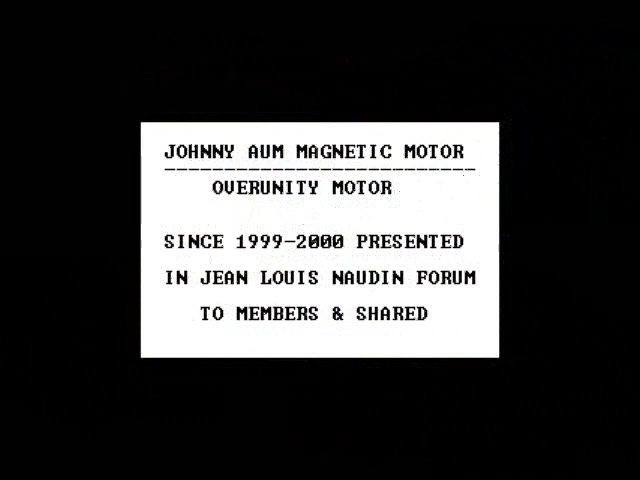 JOHNNY AUM MAGNETIC MOTOR
--------------------------
OVERUNITY MOTOR
SINCE 1999-2000 PRESENTED
IN JEAN LOUIS NAUDIN FORUM
TO MEMBERS & SHARED